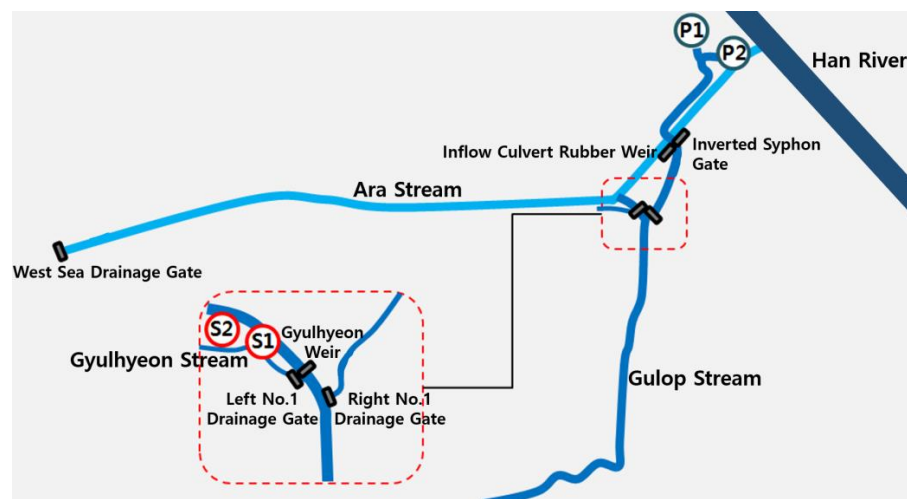 P1
P2
Han River
Inflow Culvert Rubber Weir
Inverted Syphon
Gate
Ara Stream
West Sea Drainage Gate
S2
S1
Gyulhyeon
Weir
Gyulhyeon Stream
Gulop Stream
Left No.1
Drainage Gate
Right No.1
Drainage Gate